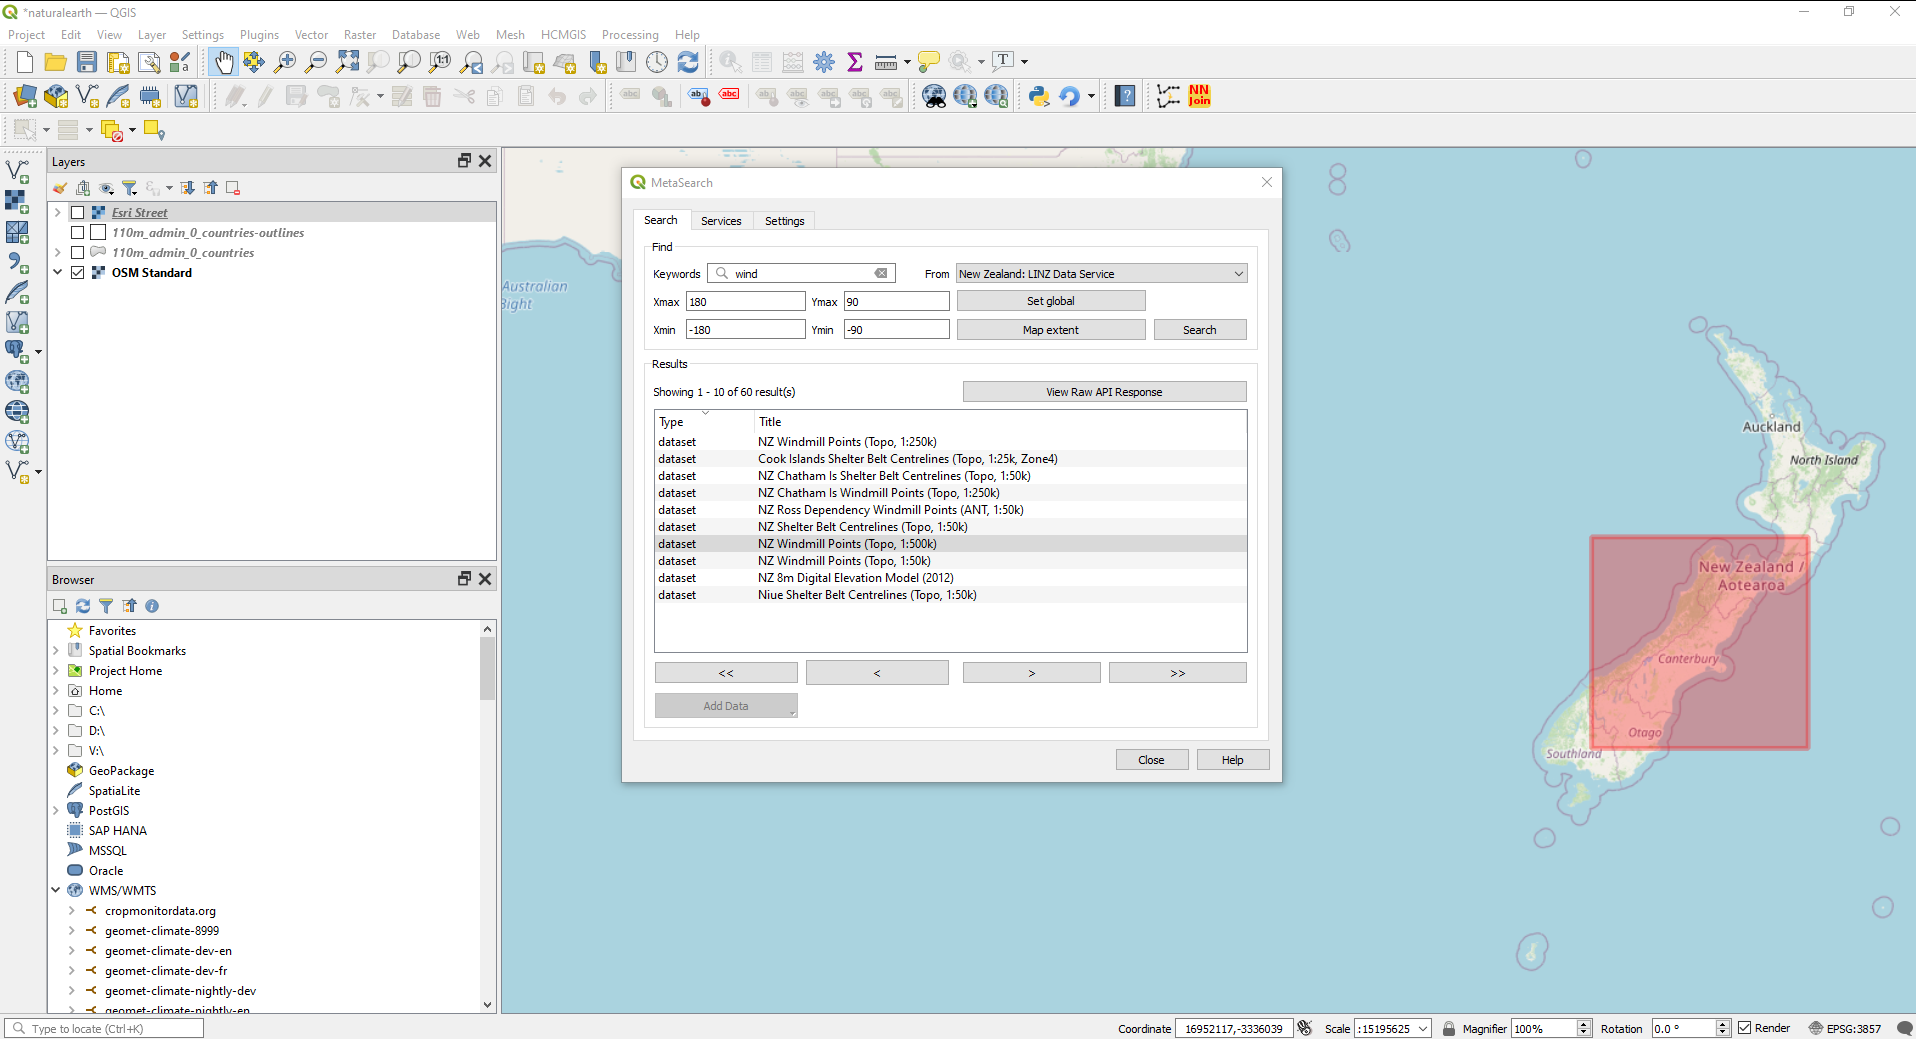 *naturalearth — QGIS
Project Edit View Layer Settings Plugins Vector Raster Database Web Mesh HCMGIS Processing Help
1:1
T
abc
ab
abc
abc
abc
abc
abc
abc
NN
Join
Layers
Esri Street
110m_admin_0_countries-outlines
110m_admin_0_countries
OSM Standard
Browser
Favorites
Spatial Bookmarks
Project Home
Home
C:\
D:\
V:\
GeoPackage
SpatiaLite
PostGIS
SAP HANA
MSSQL
Oracle
WMS/WMTS
cropmonitordata.org
geomet-climate-8999
geomet-climate-dev-en
geomet-climate-dev-fr
geomet-climate-nightly-dev
geomet-climate-nightly-en
Australian
Bight
MetaSearch
Search Services Settings
Find
Keywords wind From New Zealand: LINZ Data Service
Xmax 180 Ymax 90 Set global
Xmin -180 Ymin -90 Map extent Search
Results
Showing 1 - 10 of 60 result(s) View Raw API Response
Type Title
dataset NZ Windmill Points (Topo, 1:250k)
dataset Cook Islands Shelter Belt Centrelines (Topo, 1:25k, Zone4)
dataset NZ Chatham Is Shelter Belt Centrelines (Topo, 1:50k)
dataset NZ Chatham Is Windmill Points (Topo, 1:250k)
dataset NZ Ross Dependency Windmill Points (ANT, 1:50k)
dataset NZ Shelter Belt Centrelines (Topo, 1:50k)
dataset NZ Windmill Points (Topo, 1:500k)
dataset NZ Windmill Points (Topo, 1:50k)
dataset NZ 8m Digital Elevation Model (2012)
dataset Niue Shelter Belt Centrelines (Topo, 1:50k)
<< < > >>
Add Data
Close Help
Auckland
North Island
New Zealand /
Aotearoa
Canterbury
Otago
Southland
Type to locate (Ctrl+K) Coordinate 16952117,-3336039 Scale :15195625 Magnifier 100% Rotation 0.0 ° Render EPSG:3857